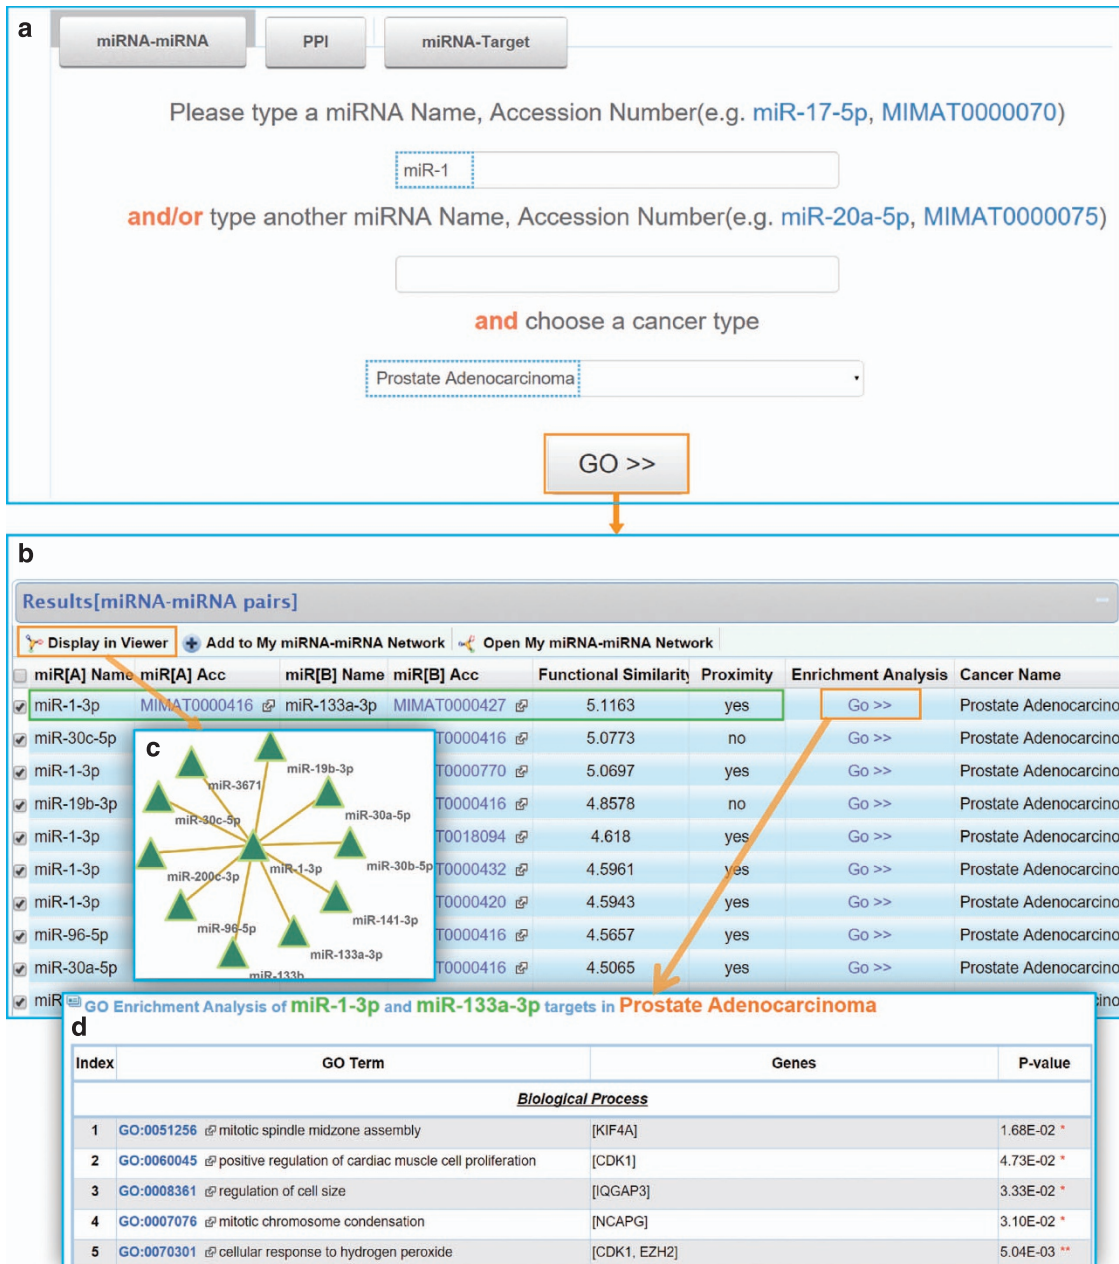 a
miRNA-miRNA PPI miRNA-Target
Please type a miRNA Name, Accession Number(e.g. miR-17-5p, MIMAT0000070)
miR-1
and/or type another miRNA Name, Accession Number(e.g. miR-20a-5p, MIMAT0000075)
and choose a cancer type
Prostate Adenocarcinoma
GO >>
b
Results[miRNA-miRNA pairs]
Display in Viewer Add to My miRNA-miRNA Network Open My miRNA-miRNA Network
miR[A] Name miR[A] Acc miR[B] Name miR[B] Acc Functional Similarity Proximity Enrichment Analysis Cancer Name
miR-1-3p MIMAT0000416 miR-133a-3p MIMAT0000427 5.1163 yes Go >> Prostate Adenocarcino
miR-30c-5p T0000416 5.0773 no Go >> Prostate Adenocarcino
miR-1-3p T0000770 5.0697 yes Go >> Prostate Adenocarcino
miR-19b-3p T0000416 4.8578 no Go >> Prostate Adenocarcino
miR-1-3p T0018094 4.618 yes Go >> Prostate Adenocarcino
miR-1-3p T0000432 4.5961 yes Go >> Prostate Adenocarcino
miR-1-3p T0000420 4.5943 yes Go >> Prostate Adenocarcino
miR-96-5p T0000416 4.5657 yes Go >> Prostate Adenocarcino
miR-30a-5p T0000416 4.5065 yes Go >> Prostate Adenocarcino
miR ino
c
miR-19b-3p
miR-3671
miR-30a-5p
miR-30c-5p
miR-30b-5p
miR-1-3p
miR-200c-3p
miR-141-3p
miR-96-5p
miR-133a-3p
miR-133b
GO Enrichment Analysis of miR-1-3p and miR-133a-3p targets in Prostate Adenocarcinoma
d
Index GO Term Genes P-value
Biological Process
1 GO:0051256 mitotic spindle midzone assembly [KIF4A] 1.68E-02 *
2 GO:0060045 positive regulation of cardiac muscle cell proliferation [CDK1] 4.73E-02 *
3 GO:0008361 regulation of cell size [IQGAP3] 3.33E-02 *
4 GO:0007076 mitotic chromosome condensation [NCAPG] 3.10E-02 *
5 GO:0070301 cellular response to hydrogen peroxide [CDK1, EZH2] 5.04E-03 **